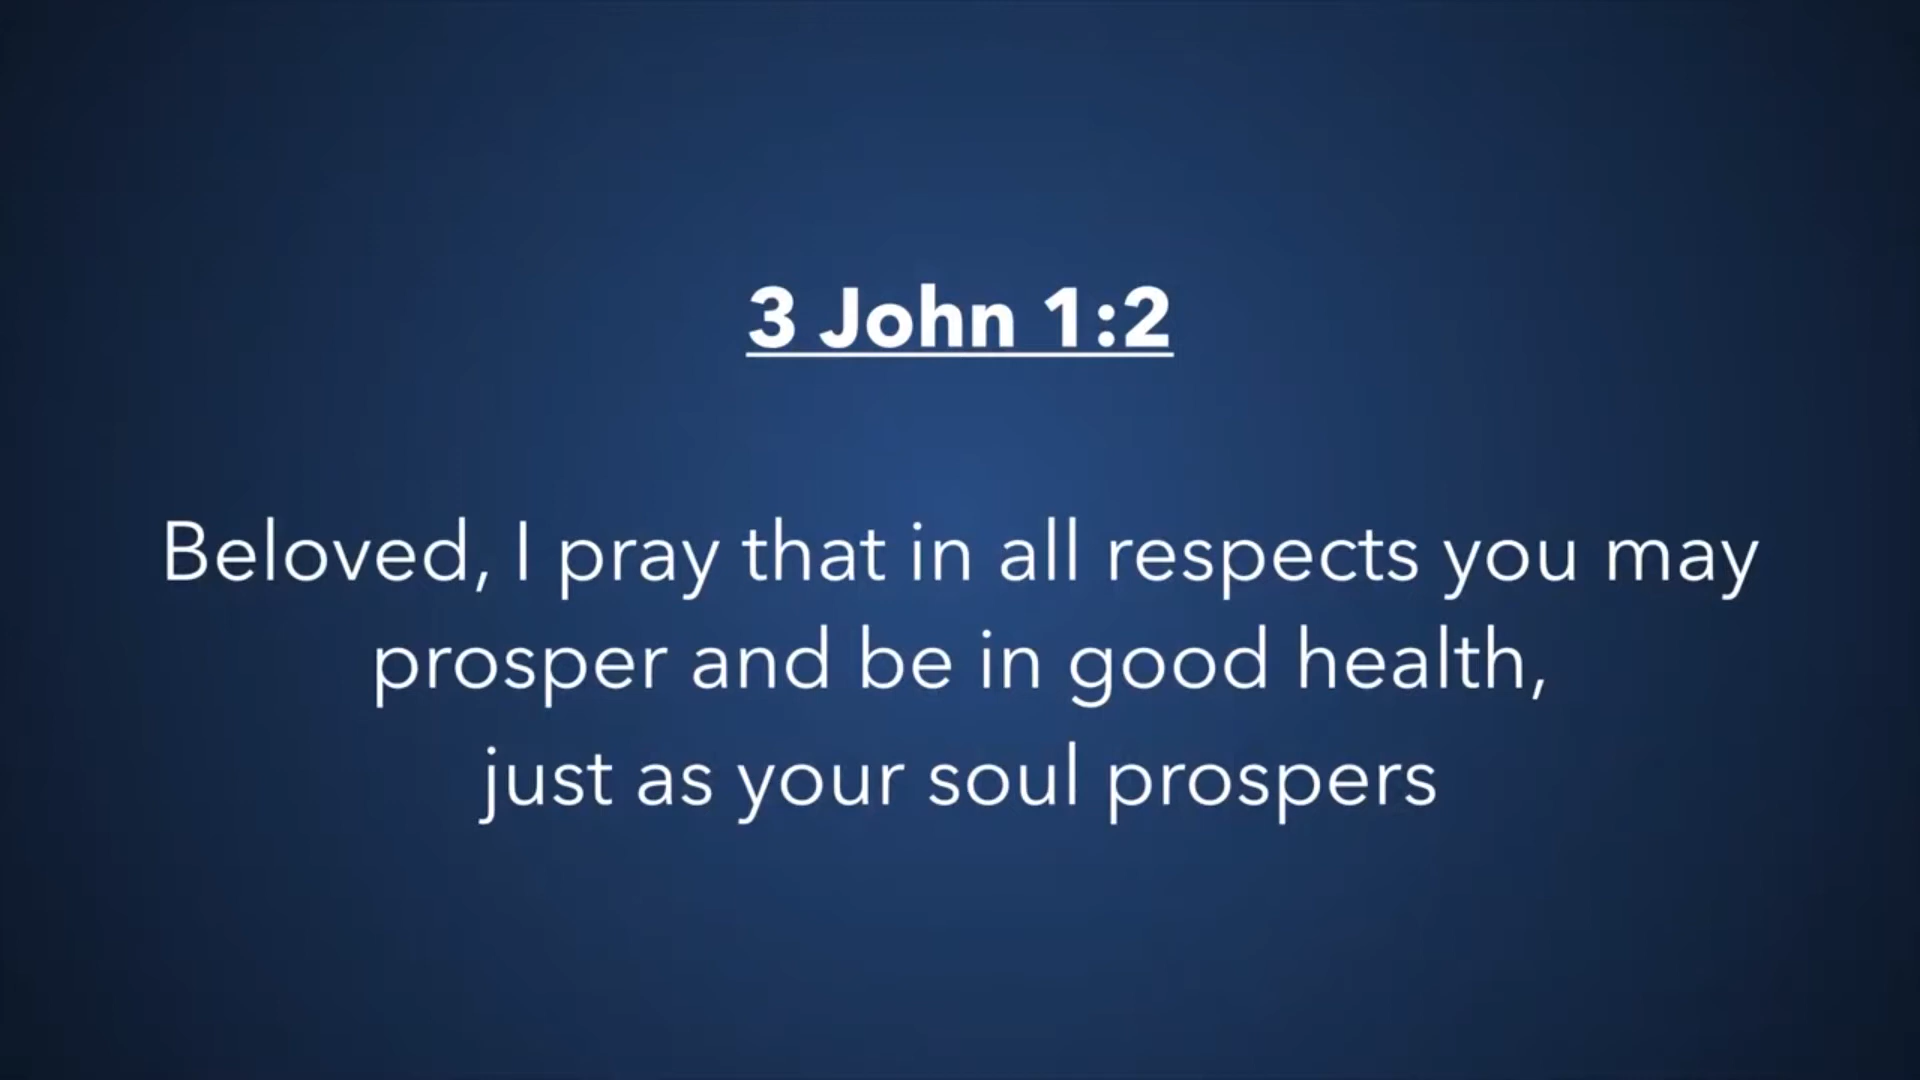 3 John 1:2
Beloved, I pray that in all respects you may
prosper and be in good health,
just as your soul prospers